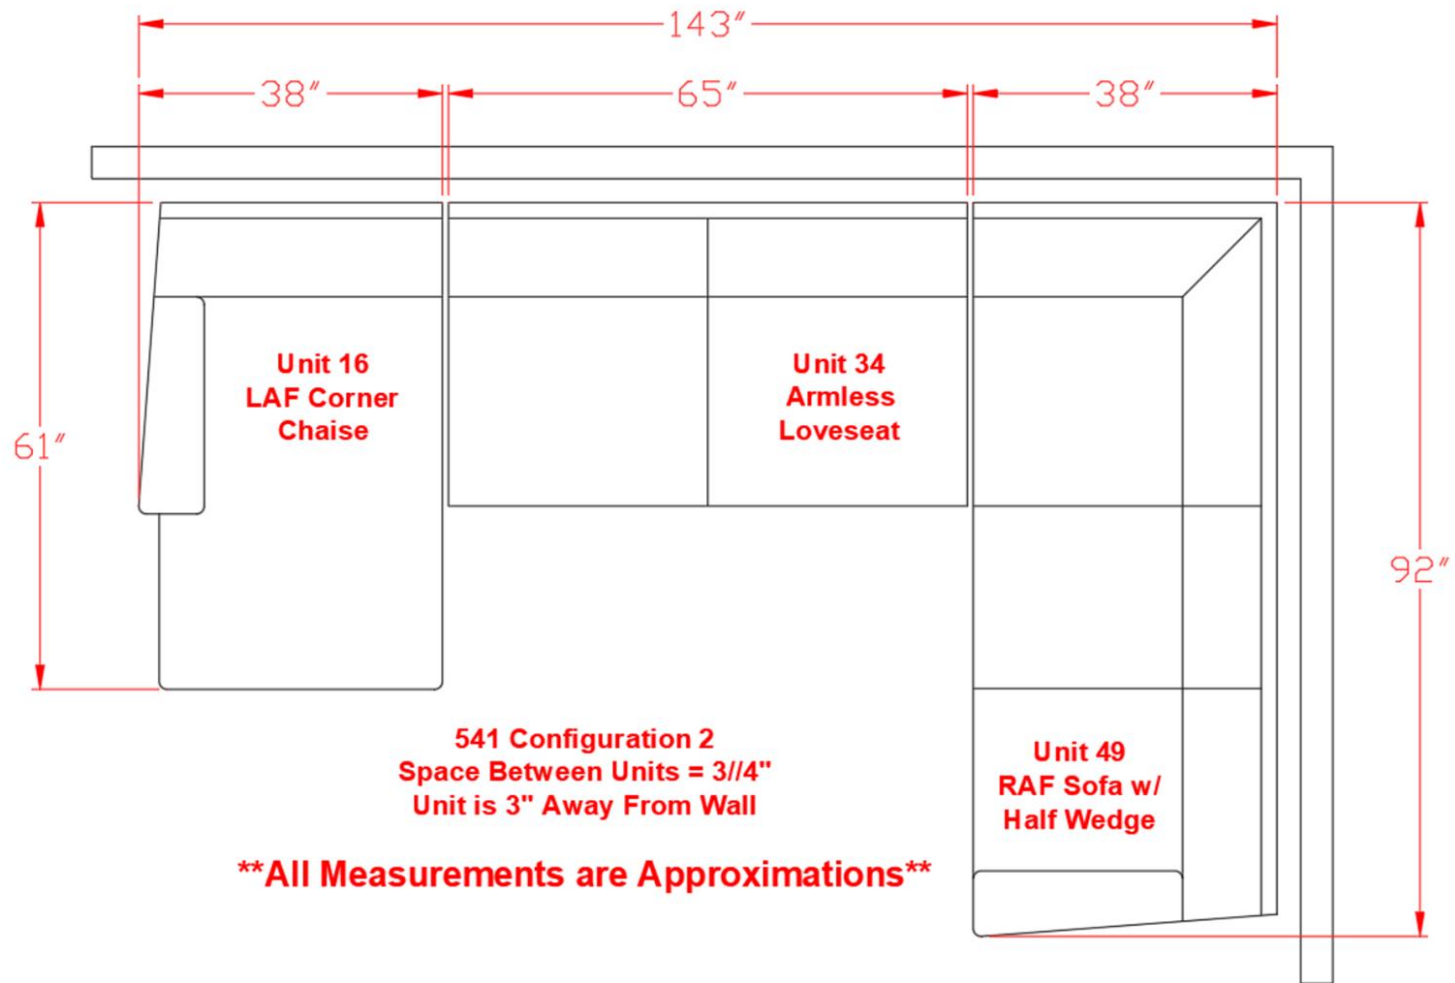 143"
38"
65"
38"
Unit 16
LAF Corner
Chaise
Unit 34
Armless
Loveseat
61"
92"
541 Configuration 2
Space Between Units = 3//4"
Unit is 3" Away From Wall
Unit 49
RAF Sofa w/
Half Wedge
**All Measurements are Approximations**